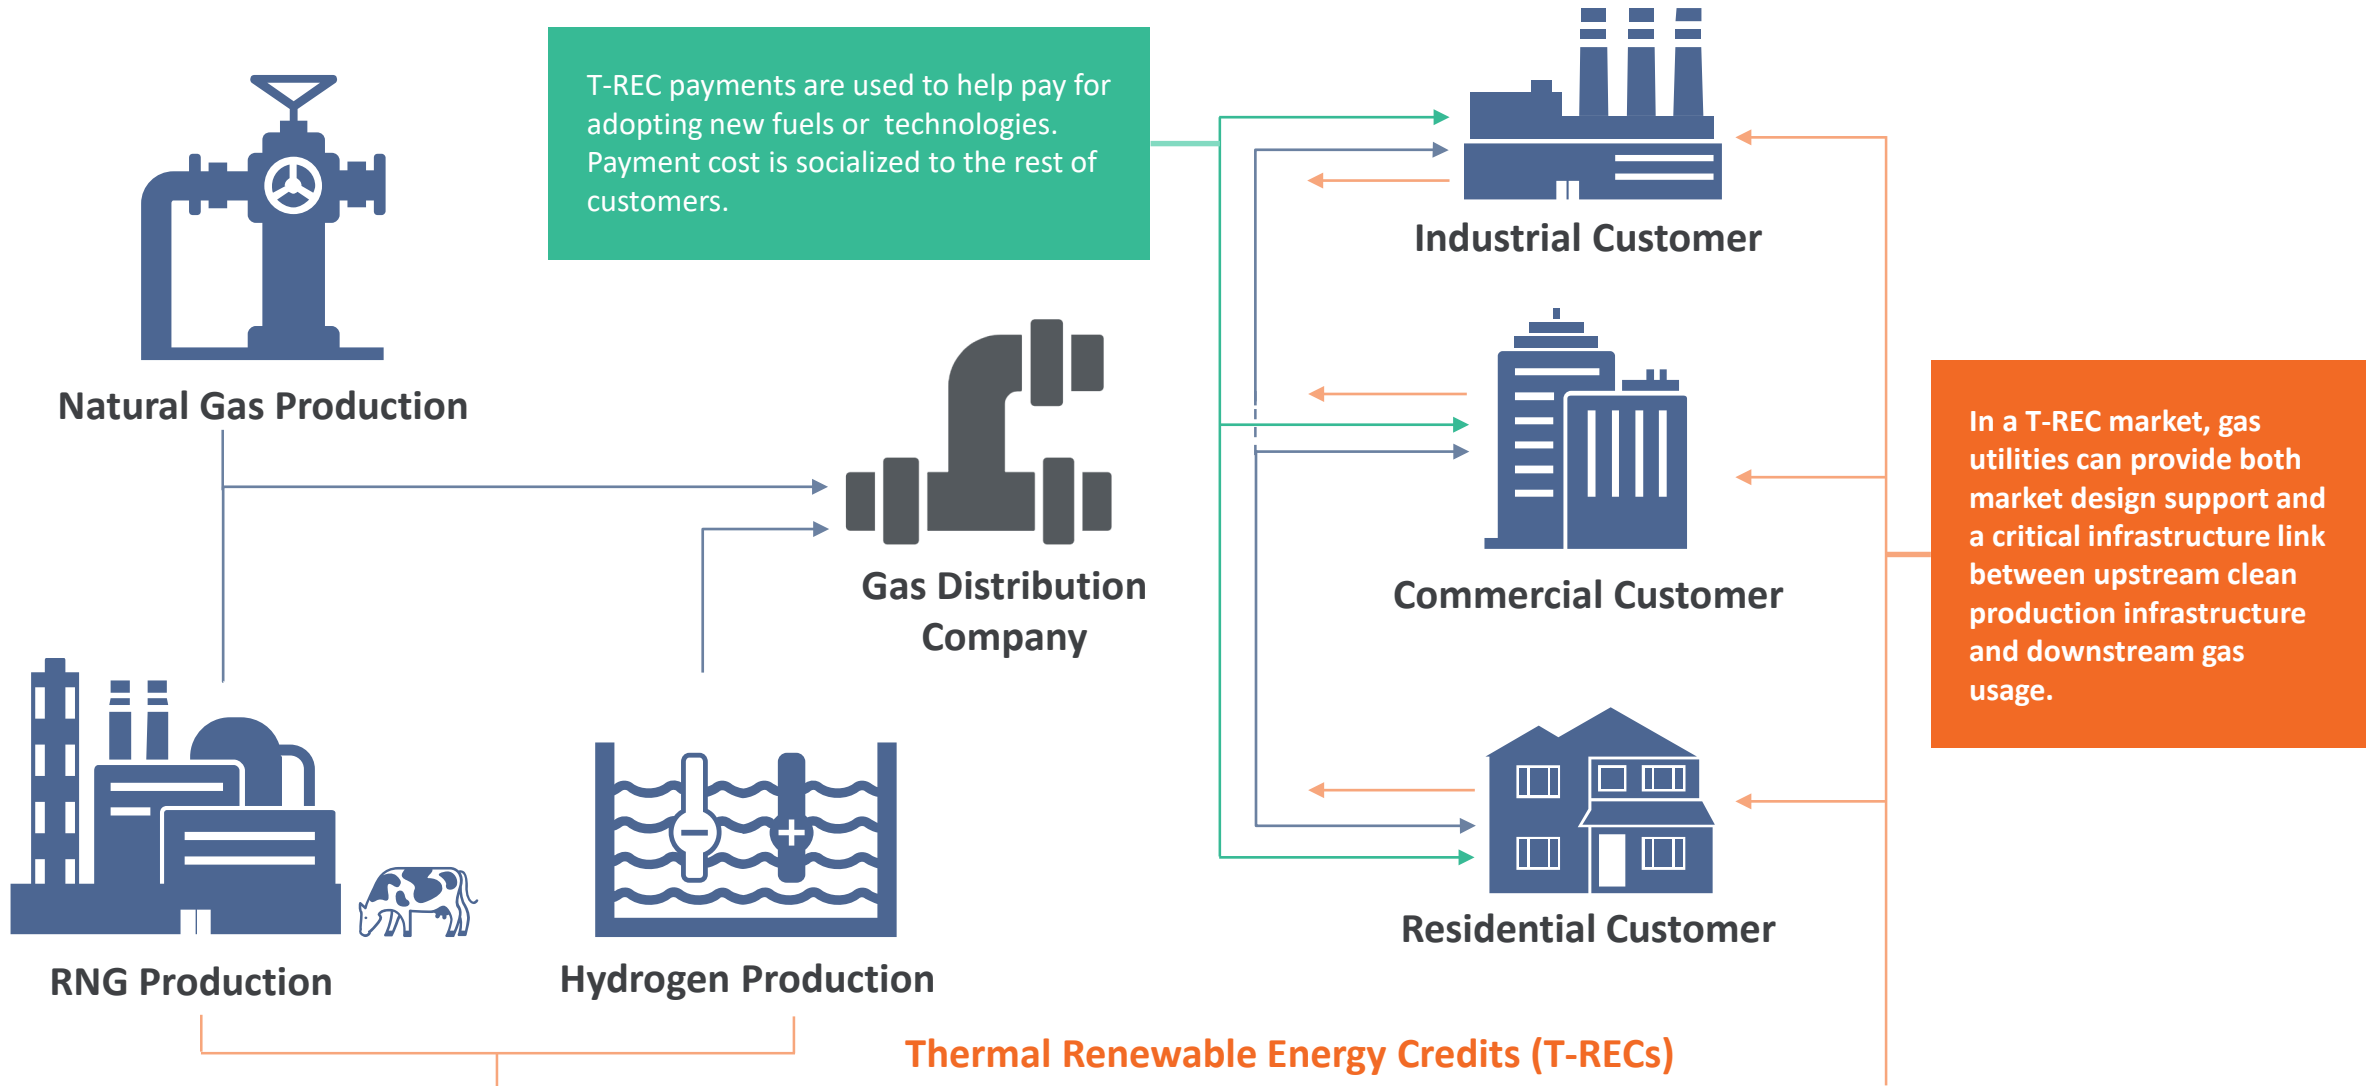 T-REC payments are used to help pay for
adopting new fuels or  technologies.
Payment cost is socialized to the rest of
customers.
Industrial Customer
Natural Gas Production
Gas Distribution
Company
Commercial Customer
In a T-REC market, gas
utilities can provide both
market design support and
a critical infrastructure link
between upstream clean
production infrastructure
and downstream gas
usage.
Residential Customer
RNG Production
Hydrogen Production
Thermal Renewable Energy Credits (T-RECs)